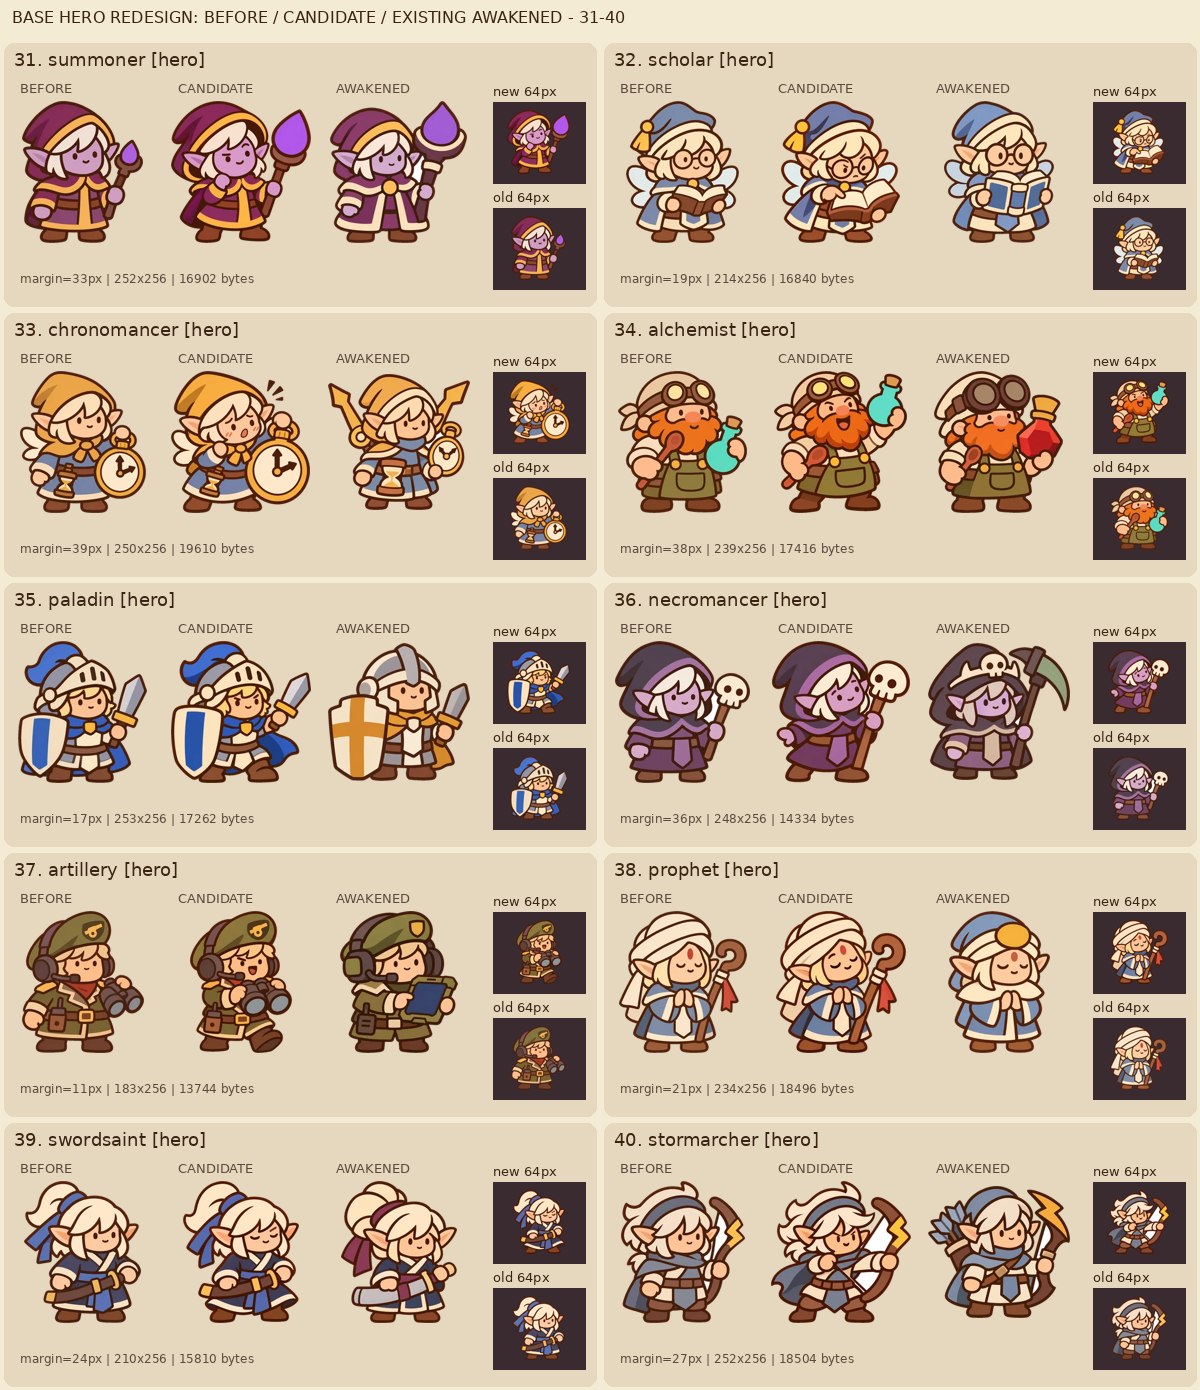 BASE HERO REDESIGN: BEFORE / CANDIDATE / EXISTING AWAKENED - 31-40
31. summoner [hero]
BEFORE CANDIDATE AWAKENED new 64px
old 64px
margin=33px | 252x256 | 16902 bytes
32. scholar [hero]
BEFORE CANDIDATE AWAKENED new 64px
old 64px
margin=19px | 214x256 | 16840 bytes
33. chronomancer [hero]
BEFORE CANDIDATE AWAKENED new 64px
old 64px
margin=39px | 250x256 | 19610 bytes
34. alchemist [hero]
BEFORE CANDIDATE AWAKENED new 64px
old 64px
margin=38px | 239x256 | 17416 bytes
35. paladin [hero]
BEFORE CANDIDATE AWAKENED new 64px
old 64px
margin=17px | 253x256 | 17262 bytes
36. necromancer [hero]
BEFORE CANDIDATE AWAKENED new 64px
old 64px
margin=36px | 248x256 | 14334 bytes
37. artillery [hero]
BEFORE CANDIDATE AWAKENED new 64px
old 64px
margin=11px | 183x256 | 13744 bytes
38. prophet [hero]
BEFORE CANDIDATE AWAKENED new 64px
old 64px
margin=21px | 234x256 | 18496 bytes
39. swordsaint [hero]
BEFORE CANDIDATE AWAKENED new 64px
old 64px
margin=24px | 210x256 | 15810 bytes
40. stormarcher [hero]
BEFORE CANDIDATE AWAKENED new 64px
old 64px
margin=27px | 252x256 | 18504 bytes